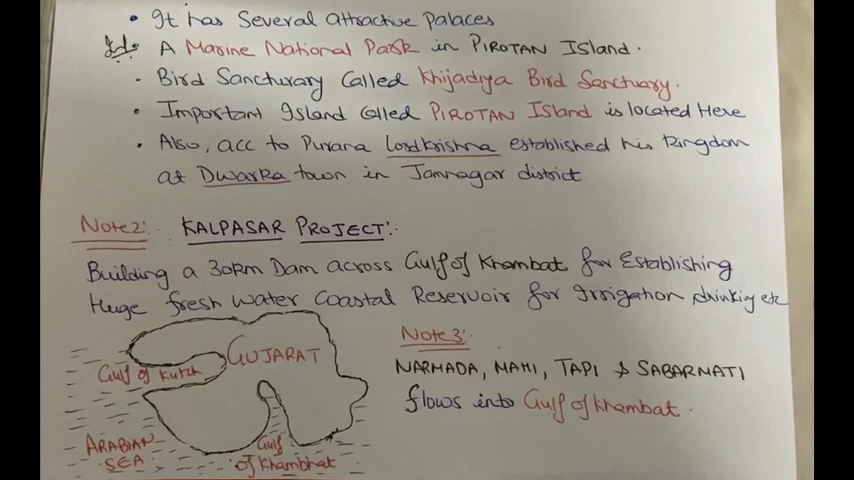 • It has Several attractive Palaces
• A Marine National Park in PIROTAN Island.
• Bird Sanctuary Called Khijadiya Bird Sanctuary.
• Important Island Called PIROTAN Island is located Here
• Also, acc to Purana Lord Krishna established his Kingdom
at Dwarka town in Jamnagar district
Note2:- KALPASAR PROJECT:-
Building a 30km Dam across Gulf of Khambat for Establishing
Huge fresh water Coastal Reservoir for Irrigation, drinking etc
Note3:
NARMADA, MAHI, TAPI & SABARMATI
flows into Gulf of Khambat.
GUJARAT
Gulf of Kutch
ARABIAN
SEA
Gulf
of Khambhat